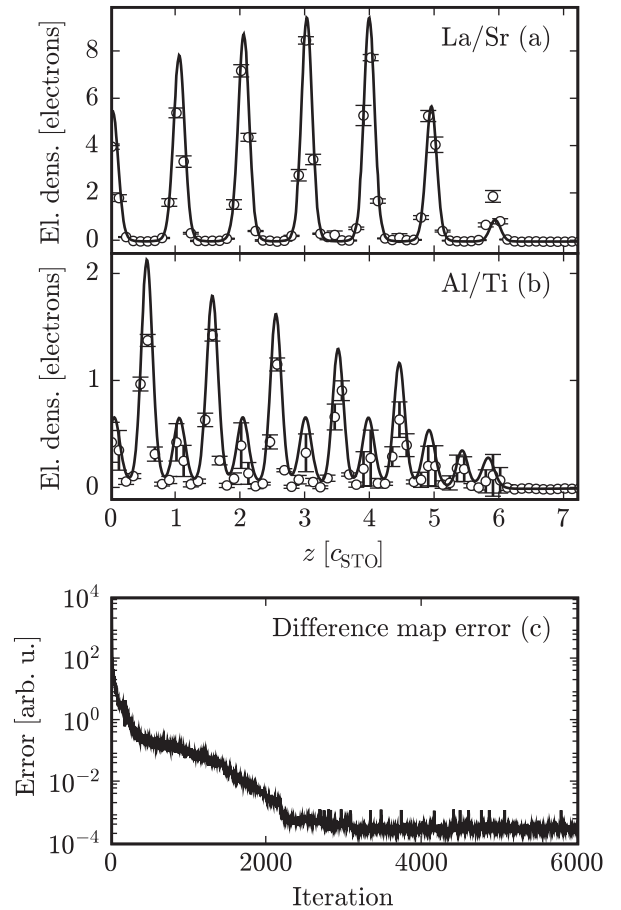 La/Sr (a)
El. dens. [electrons]
8
6
4
2
0
Al/Ti (b)
El. dens. [electrons]
2
1
0
0 1 2 3 4 5 6 7
z [c_STO]
Difference map error (c)
Error [arb. u.]
10^4
10^2
10^0
10^−2
10^−4
0 2000 4000 6000
Iteration